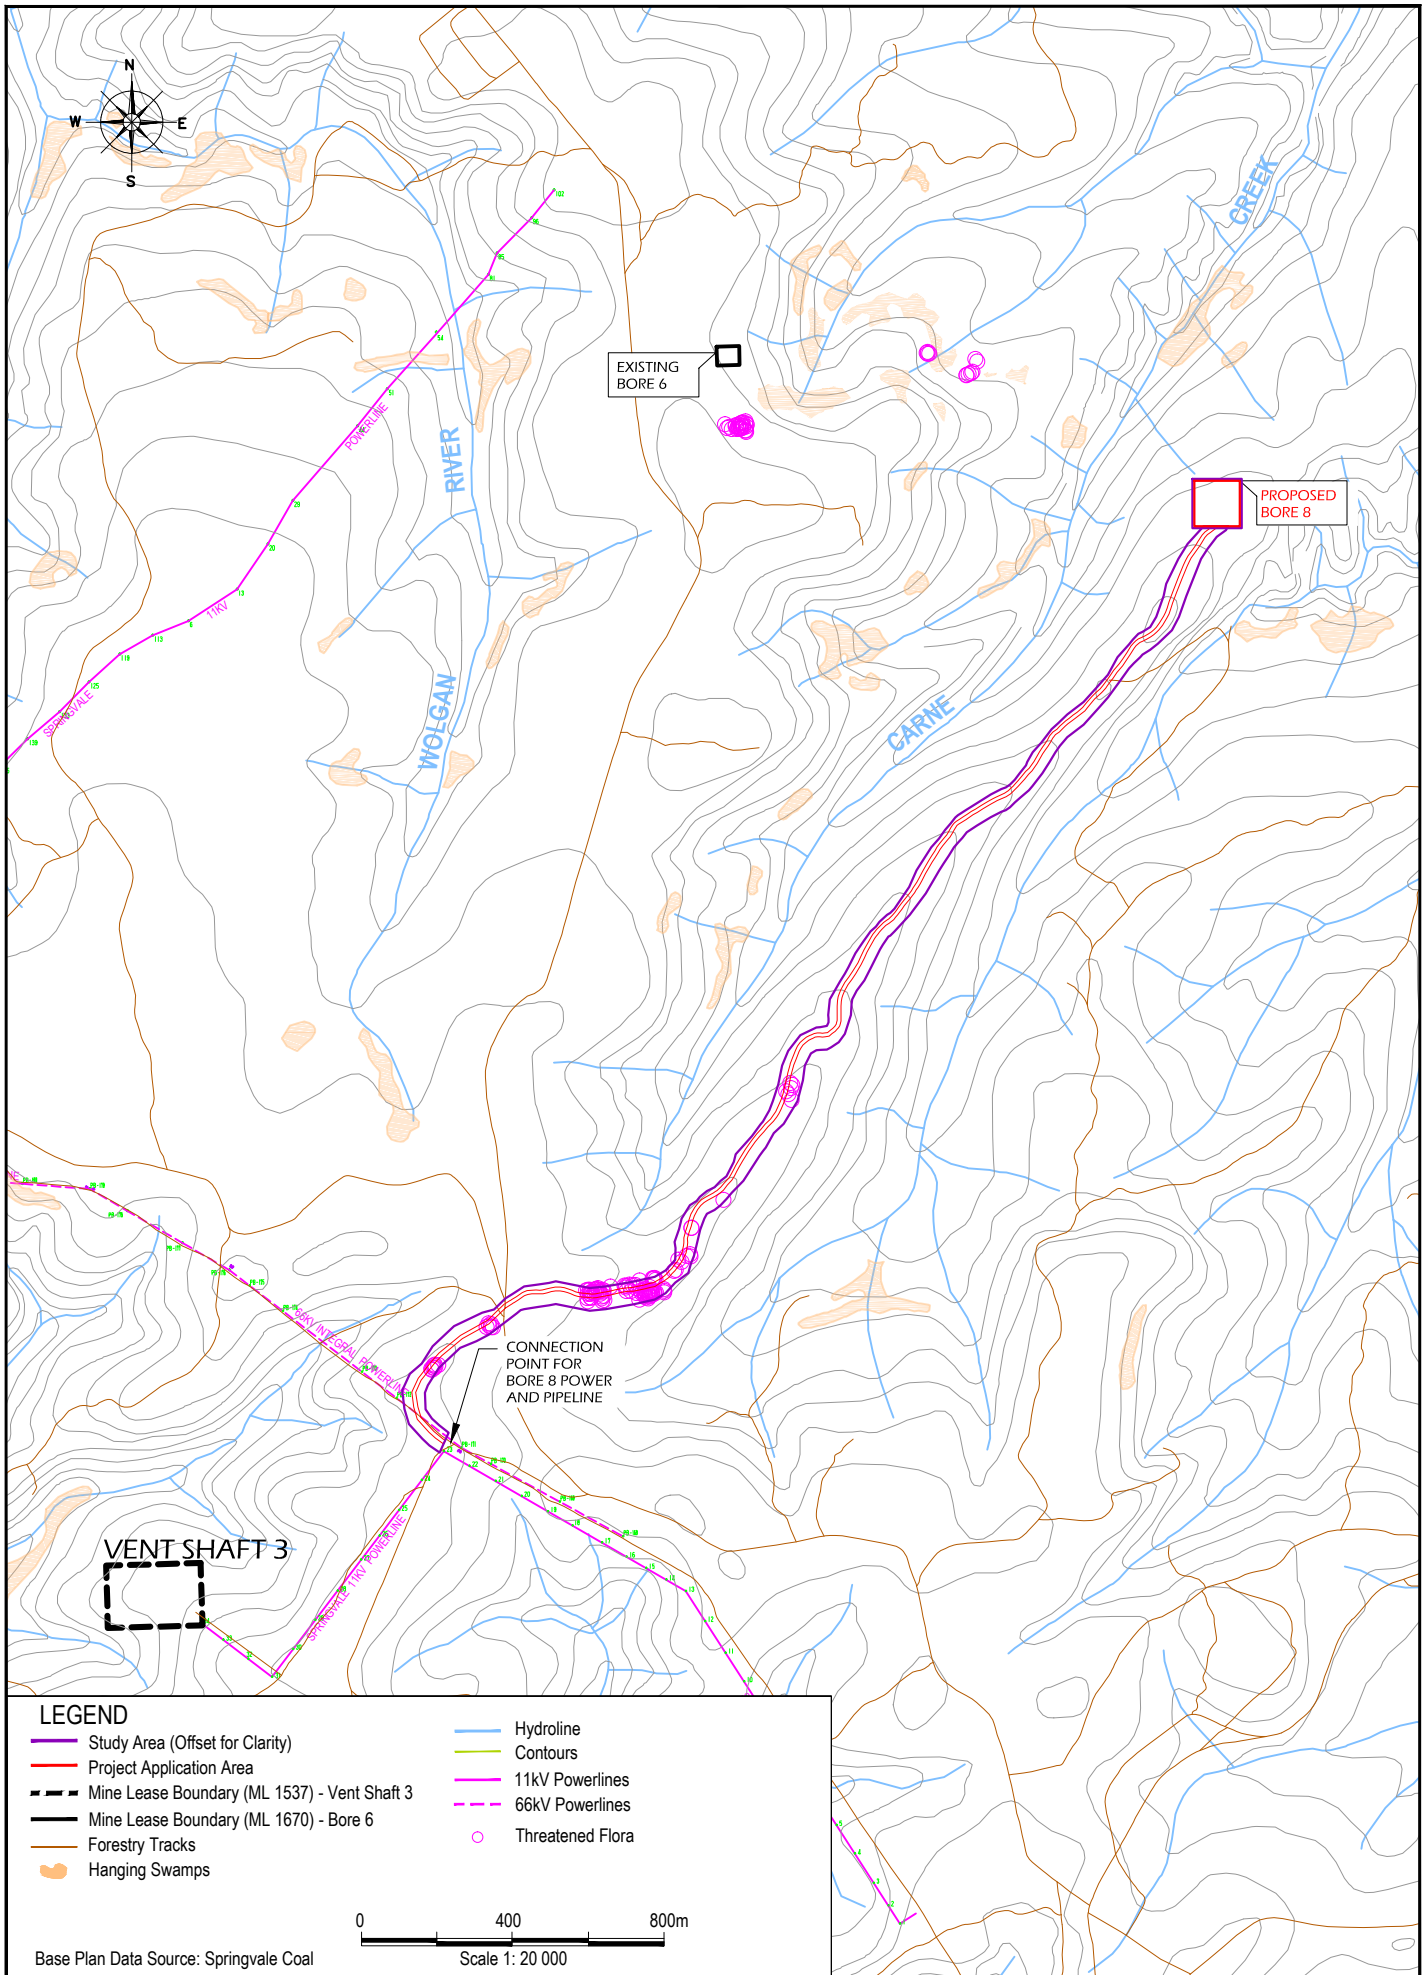 N
W E
S
CREEK
EXISTING
BORE 6
PROPOSED
BORE 8
POWERLINE
RIVER
11KV
SPRINGVALE
WOLGAN
CARNE
66KV INTEGRAL POWERLINE
CONNECTION
POINT FOR
BORE 8 POWER
AND PIPELINE
VENT SHAFT 3
SPRINGVALE 11KV POWERLINE
LEGEND
Study Area (Offset for Clarity)
Project Application Area
Mine Lease Boundary (ML 1537) - Vent Shaft 3
Mine Lease Boundary (ML 1670) - Bore 6
Forestry Tracks
Hanging Swamps
Hydroline
Contours
11kV Powerlines
66kV Powerlines
Threatened Flora
0 400 800m
Scale 1: 20 000
Base Plan Data Source: Springvale Coal